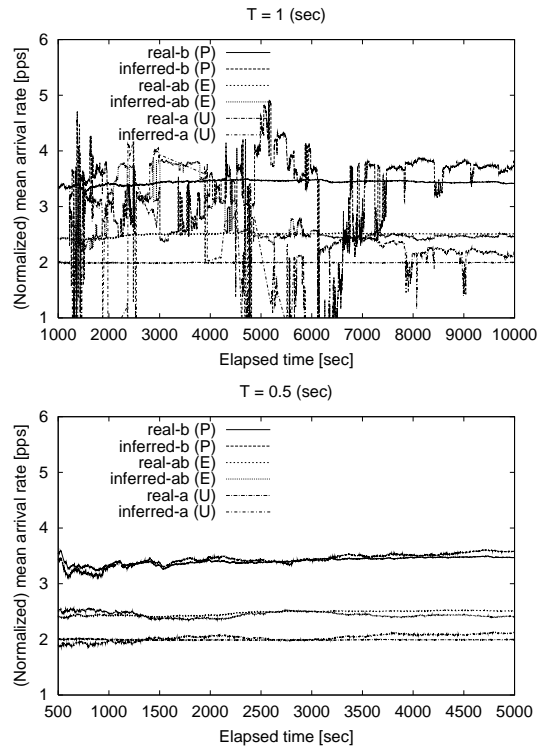 T = 1 (sec)
(Normalized) mean arrival rate [pps]
6
5
4
3
2
1
real-b (P)
inferred-b (P)
real-ab (E)
inferred-ab (E)
real-a (U)
inferred-a (U)
1000 2000 3000 4000 5000 6000 7000 8000 9000 10000
Elapsed time [sec]
T = 0.5 (sec)
(Normalized) mean arrival rate [pps]
6
5
4
3
2
1
real-b (P)
inferred-b (P)
real-ab (E)
inferred-ab (E)
real-a (U)
inferred-a (U)
500 1000 1500 2000 2500 3000 3500 4000 4500 5000
Elapsed time [sec]